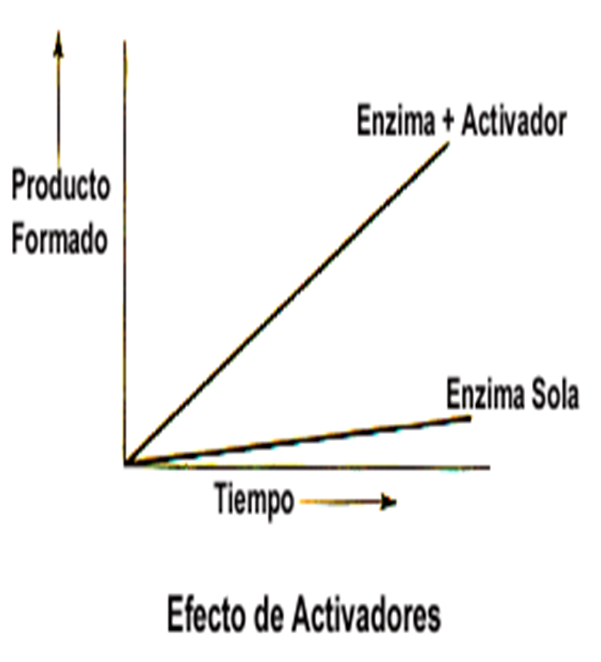 Enzima + Activador
Producto
Formado
Enzima Sola
Tiempo
Efecto de Activadores